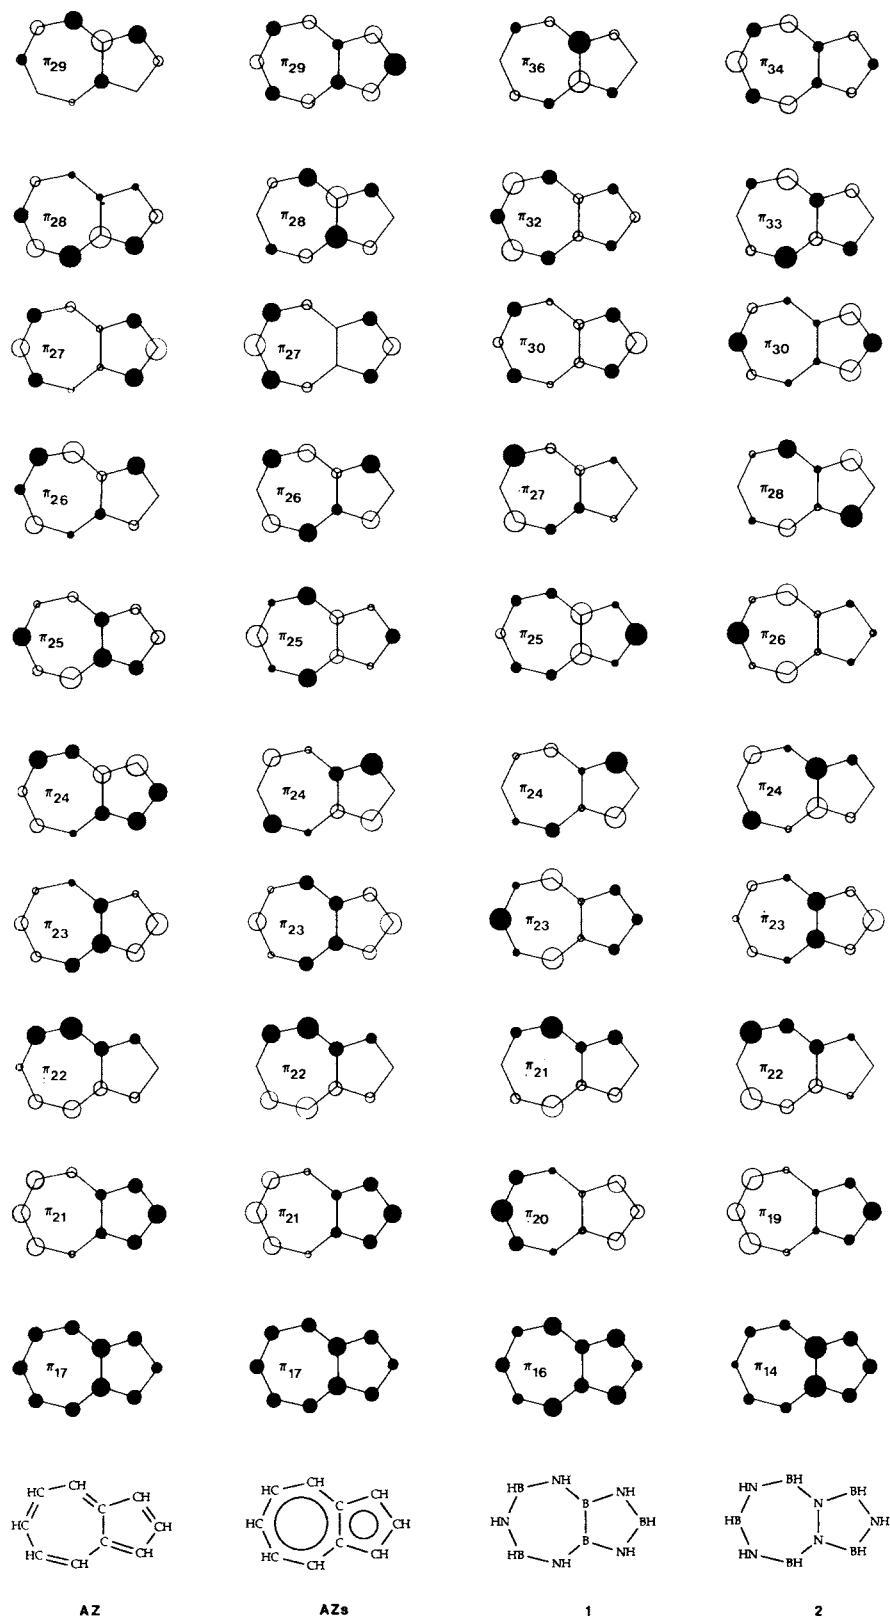 π29 π29 π36 π34
π28 π28 π32 π33
π27 π27 π30 π30
π26 π26 π27 π28
π25 π25 π25 π26
π24 π24 π24 π24
π23 π23 π23 π23
π22 π22 π21 π22
π21 π21 π20 π19
π17 π17 π16 π14
HC CH C CH CH CH CH HC HC HC
HC CH C CH CH CH CH HC HC HC
HB NH B NH BH NH B NH HB HN
HN BH N BH NH BH N BH HN HB
AZ AZs 1 2